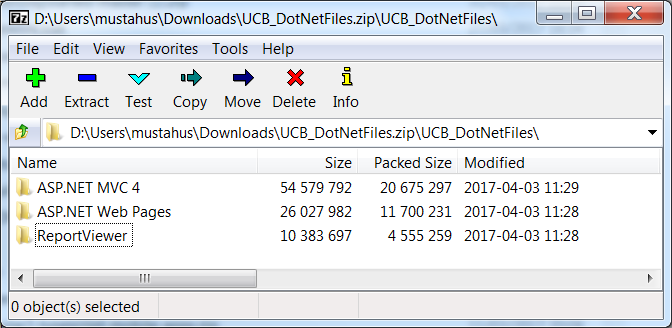 7z D:\Users\mustahus\Downloads\UCB_DotNetFiles.zip\UCB_DotNetFiles\
File Edit View Favorites Tools Help
Add Extract Test Copy Move Delete Info
D:\Users\mustahus\Downloads\UCB_DotNetFiles.zip\UCB_DotNetFiles\
Name Size Packed Size Modified
ASP.NET MVC 4 54 579 792 20 675 297 2017-04-03 11:29
ASP.NET Web Pages 26 027 982 11 700 231 2017-04-03 11:28
ReportViewer 10 383 697 4 555 259 2017-04-03 11:28
0 object(s) selected